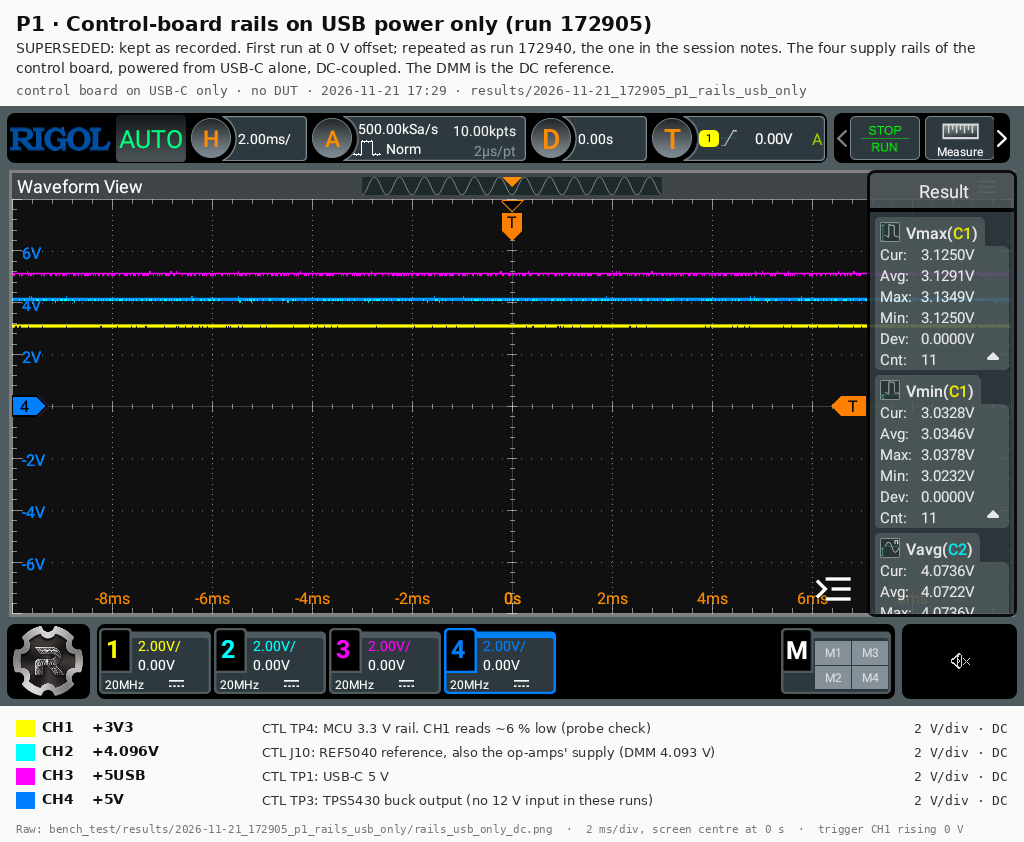 P1 · Control-board rails on USB power only (run 172905)
SUPERSEDED: kept as recorded. First run at 0 V offset; repeated as run 172940, the one in the session notes. The four supply rails of the
control board, powered from USB-C alone, DC-coupled. The DMM is the DC reference.
control board on USB-C only · no DUT · 2026-11-21 17:29 · results/2026-11-21_172905_p1_rails_usb_only
RIGOL AUTO H 2.00ms/ A 500.00kSa/s 10.00kpts Norm 2µs/pt D 0.00s T 1 0.00V A STOP RUN Measure
Waveform View
Result
T
6V
4V
2V
4
T
-2V
-4V
-6V
-8ms -6ms -4ms -2ms 0s 2ms 4ms 6ms
Vmax(C1)
Cur: 3.1250V
Avg: 3.1291V
Max: 3.1349V
Min: 3.1250V
Dev: 0.0000V
Cnt: 11
Vmin(C1)
Cur: 3.0328V
Avg: 3.0346V
Max: 3.0378V
Min: 3.0232V
Dev: 0.0000V
Cnt: 11
Vavg(C2)
Cur: 4.0736V
Avg: 4.0722V
Max: 4.0736V
1 2.00V/ 0.00V 20MHz
2 2.00V/ 0.00V 20MHz
3 2.00V/ 0.00V 20MHz
4 2.00V/ 0.00V 20MHz
M M1 M3 M2 M4
CH1 +3V3 CTL TP4: MCU 3.3 V rail. CH1 reads ~6 % low (probe check) 2 V/div · DC
CH2 +4.096V CTL J10: REF5040 reference, also the op-amps' supply (DMM 4.093 V) 2 V/div · DC
CH3 +5USB CTL TP1: USB-C 5 V 2 V/div · DC
CH4 +5V CTL TP3: TPS5430 buck output (no 12 V input in these runs) 2 V/div · DC
Raw: bench_test/results/2026-11-21_172905_p1_rails_usb_only/rails_usb_only_dc.png · 2 ms/div, screen centre at 0 s · trigger CH1 rising 0 V